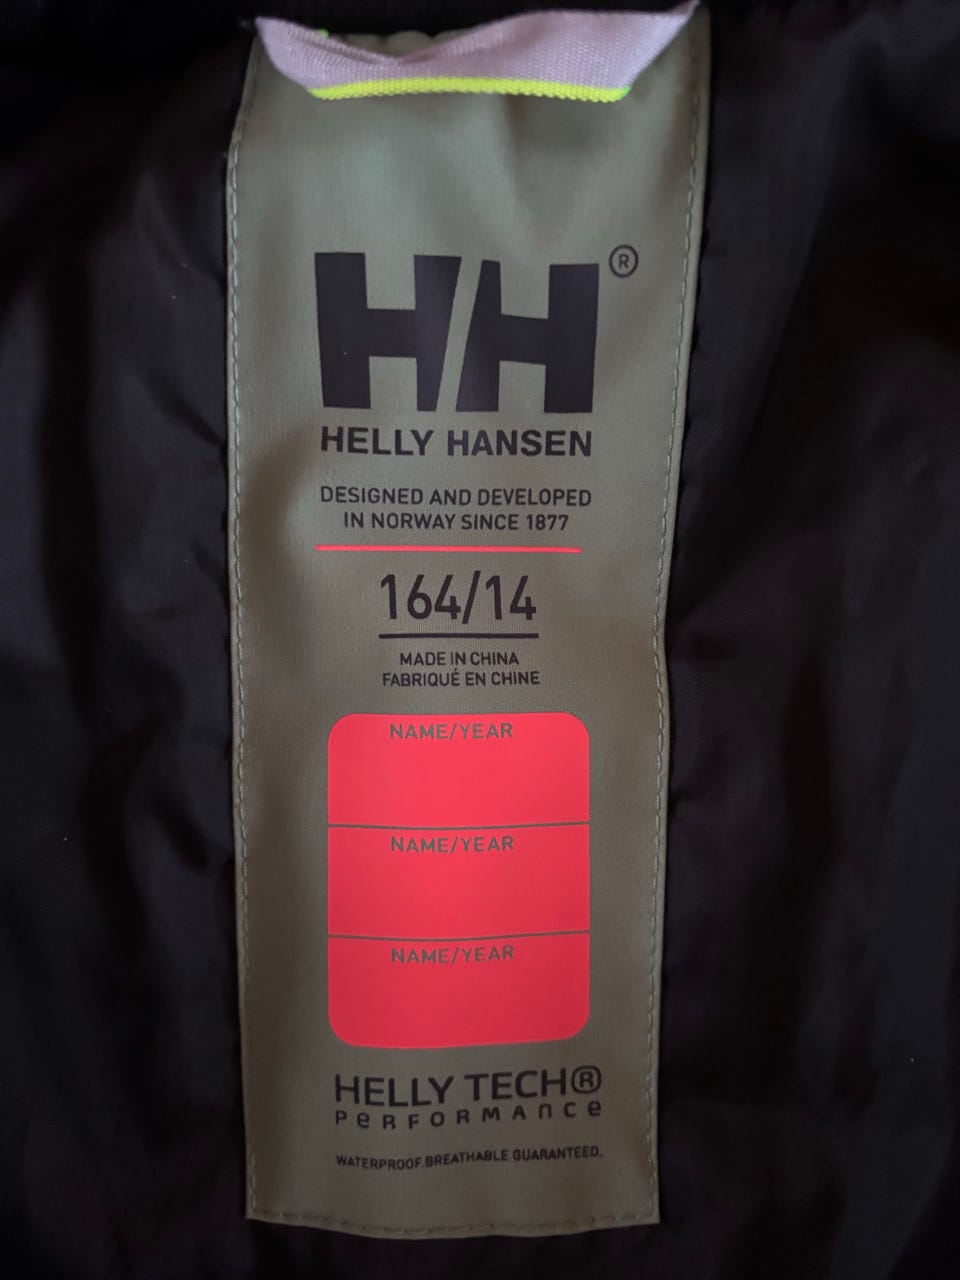 HH®
HELLY HANSEN
DESIGNED AND DEVELOPED
IN NORWAY SINCE 1877
164/14
MADE IN CHINA
FABRIQUÉ EN CHINE
NAME/YEAR
NAME/YEAR
NAME/YEAR
HELLY TECH®
PeRFORMAnce
WATERPROOF.BREATHABLE GUARANTEED.